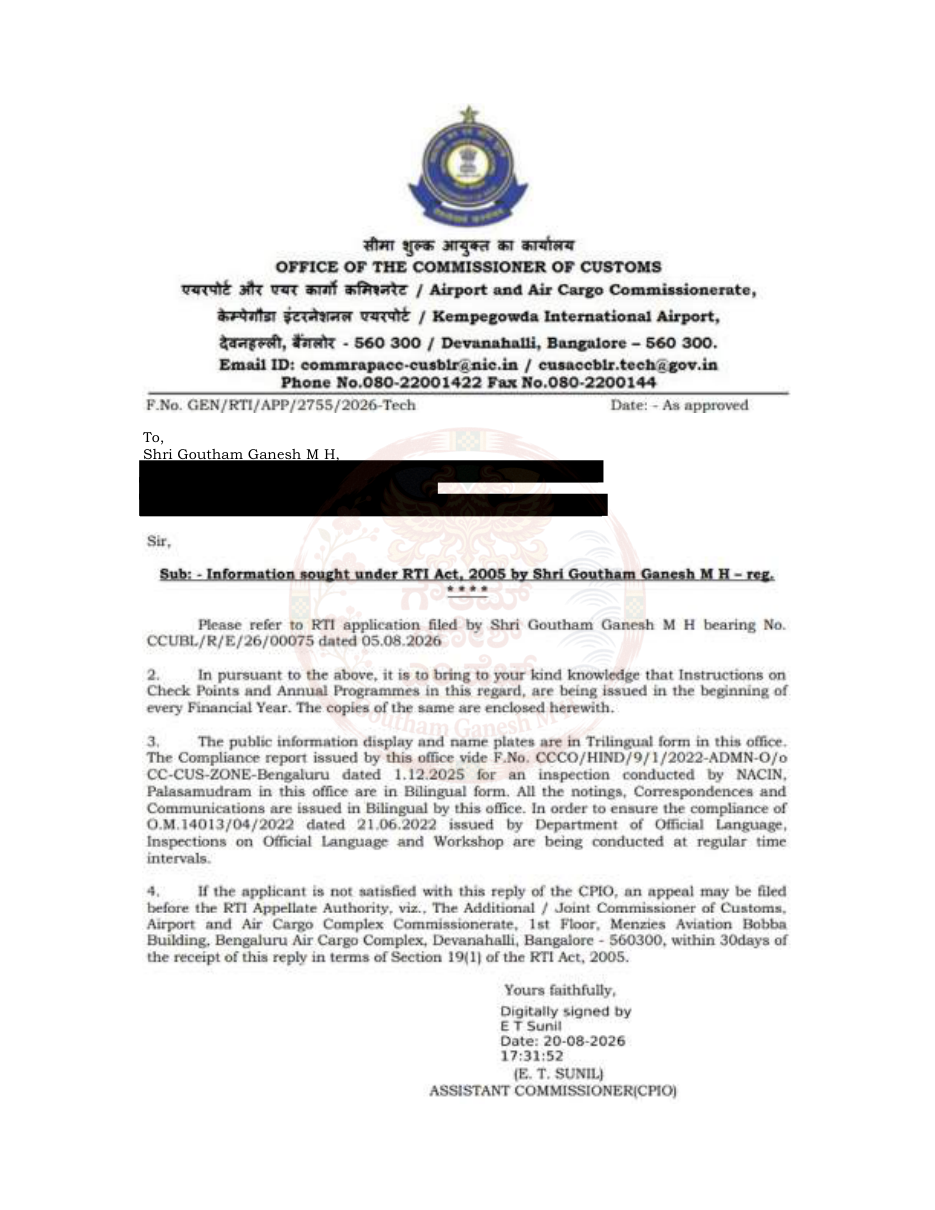 सीमा शुल्क आयुक्त का कार्यालय
OFFICE OF THE COMMISSIONER OF CUSTOMS
एयरपोर्ट और एयर कार्गो कमिश्नरेट / Airport and Air Cargo Commissionerate,
केम्पेगौडा इंटरनेशनल एयरपोर्ट / Kempegowda International Airport,
देवनहल्ली, बैंगलोर - 560 300 / Devanahalli, Bangalore – 560 300.
Email ID: commrapacc-cusblr@nic.in / cusaccblr.tech@gov.in
Phone No.080-22001422 Fax No.080-2200144
F.No. GEN/RTI/APP/2755/2026-Tech Date: - As approved
To,
Shri Goutham Ganesh M H,
Sir,
Sub: - Information sought under RTI Act, 2005 by Shri Goutham Ganesh M H – reg.
* * * *
Please refer to RTI application filed by Shri Goutham Ganesh M H bearing No.
CCUBL/R/E/26/00075 dated 05.08.2026
2. In pursuant to the above, it is to bring to your kind knowledge that Instructions on
Check Points and Annual Programmes in this regard, are being issued in the beginning of
every Financial Year. The copies of the same are enclosed herewith.
3. The public information display and name plates are in Trilingual form in this office.
The Compliance report issued by this office vide F.No. CCCO/HIND/9/1/2022-ADMN-O/o
CC-CUS-ZONE-Bengaluru dated 1.12.2025 for an inspection conducted by NACIN,
Palasamudram in this office are in Bilingual form. All the notings, Correspondences and
Communications are issued in Bilingual by this office. In order to ensure the compliance of
O.M.14013/04/2022 dated 21.06.2022 issued by Department of Official Language,
Inspections on Official Language and Workshop are being conducted at regular time
intervals.
4. If the applicant is not satisfied with this reply of the CPIO, an appeal may be filed
before the RTI Appellate Authority, viz., The Additional / Joint Commissioner of Customs,
Airport and Air Cargo Complex Commissionerate, 1st Floor, Menzies Aviation Bobba
Building, Bengaluru Air Cargo Complex, Devanahalli, Bangalore - 560300, within 30days of
the receipt of this reply in terms of Section 19(1) of the RTI Act, 2005.
Yours faithfully,
Digitally signed by
E T Sunil
Date: 20-08-2026
17:31:52
(E. T. SUNIL)
ASSISTANT COMMISSIONER(CPIO)
ಗೌತಮ್
ಗಣೇಶ್
ಎಂ ಹೆಚ್
Goutham Ganesh M H